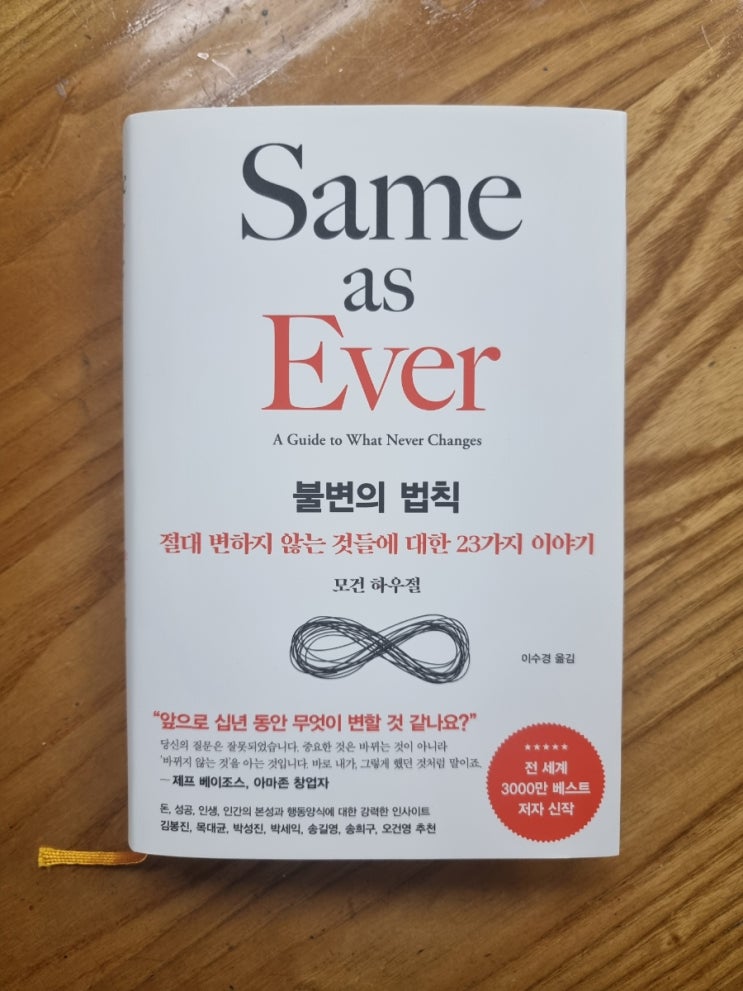 Same
as
Ever
A Guide to What Never Changes
불변의 법칙
절대 변하지 않는 것들에 대한 23가지 이야기
모건 하우절
이수경 옮김
“앞으로 십년 동안 무엇이 변할 것 같나요?”
당신의 질문은 잘못되었습니다. 중요한 것은 바뀌는 것이 아니라
‘바뀌지 않는 것’을 아는 것입니다. 바로 내가, 그렇게 했던 것처럼 말이죠.
― 제프 베이조스, 아마존 창업자
돈, 성공, 인생, 인간의 본성과 행동양식에 대한 강력한 인사이트
김봉진, 목대균, 박성진, 박세익, 송길영, 송희구, 오건영 추천
★★★★★
전 세계
3000만 베스트
저자 신작